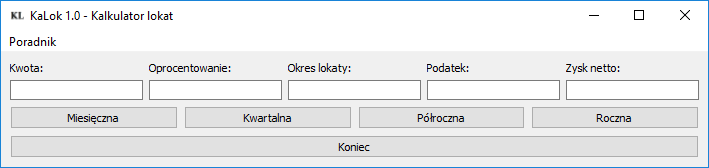 KL KaLok 1.0 - Kalkulator lokat
Poradnik
Kwota: Oprocentowanie: Okres lokaty: Podatek: Zysk netto:
Miesięczna Kwartalna Półroczna Roczna
Koniec